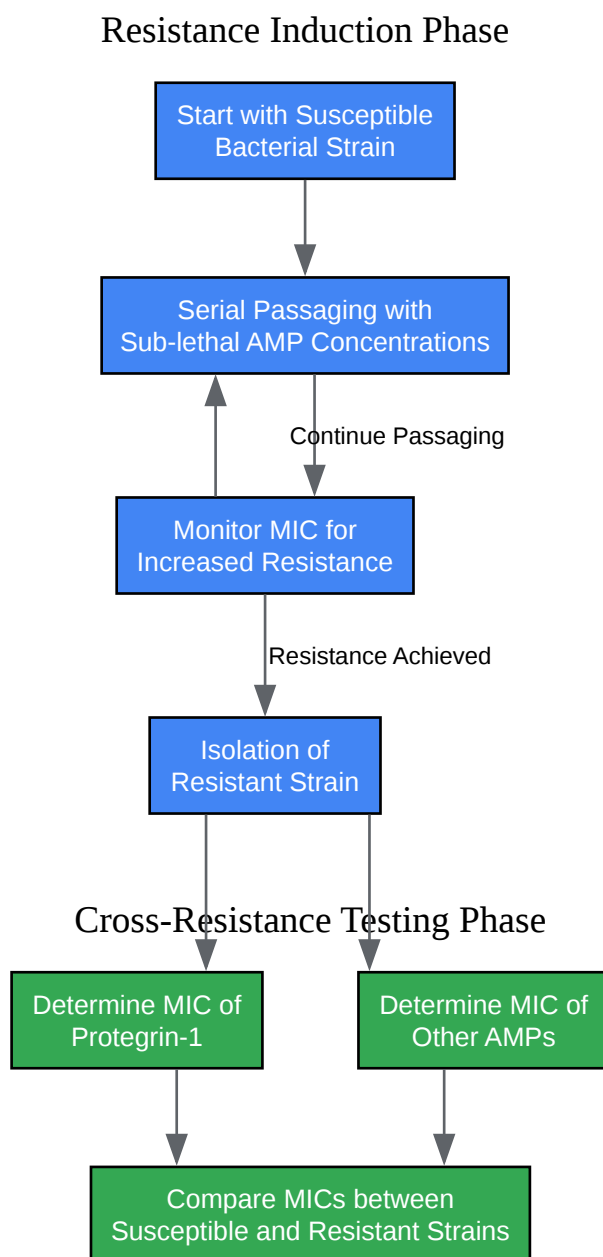 Resistance Induction Phase
Start with Susceptible
Bacterial Strain
Serial Passaging with
Sub-lethal AMP Concentrations
Continue Passaging
Monitor MIC for
Increased Resistance
Resistance Achieved
Isolation of
Resistant Strain
Cross-Resistance Testing Phase
Determine MIC of
Protegrin-1
Determine MIC of
Other AMPs
Compare MICs between
Susceptible and Resistant Strains